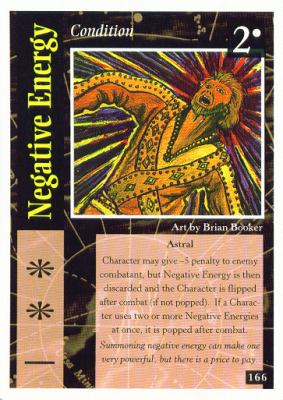 Negative Energy
Condition
2•
Art by Brian Booker
Astral
Character may give –5 penalty to enemy
combatant, but Negative Energy is then
discarded and the Character is flipped
after combat (if not popped). If a Charac-
ter uses two or more Negative Energies
at once, it is popped after combat.
Summoning negative energy can make one
very powerful, but there is a price to pay.
166